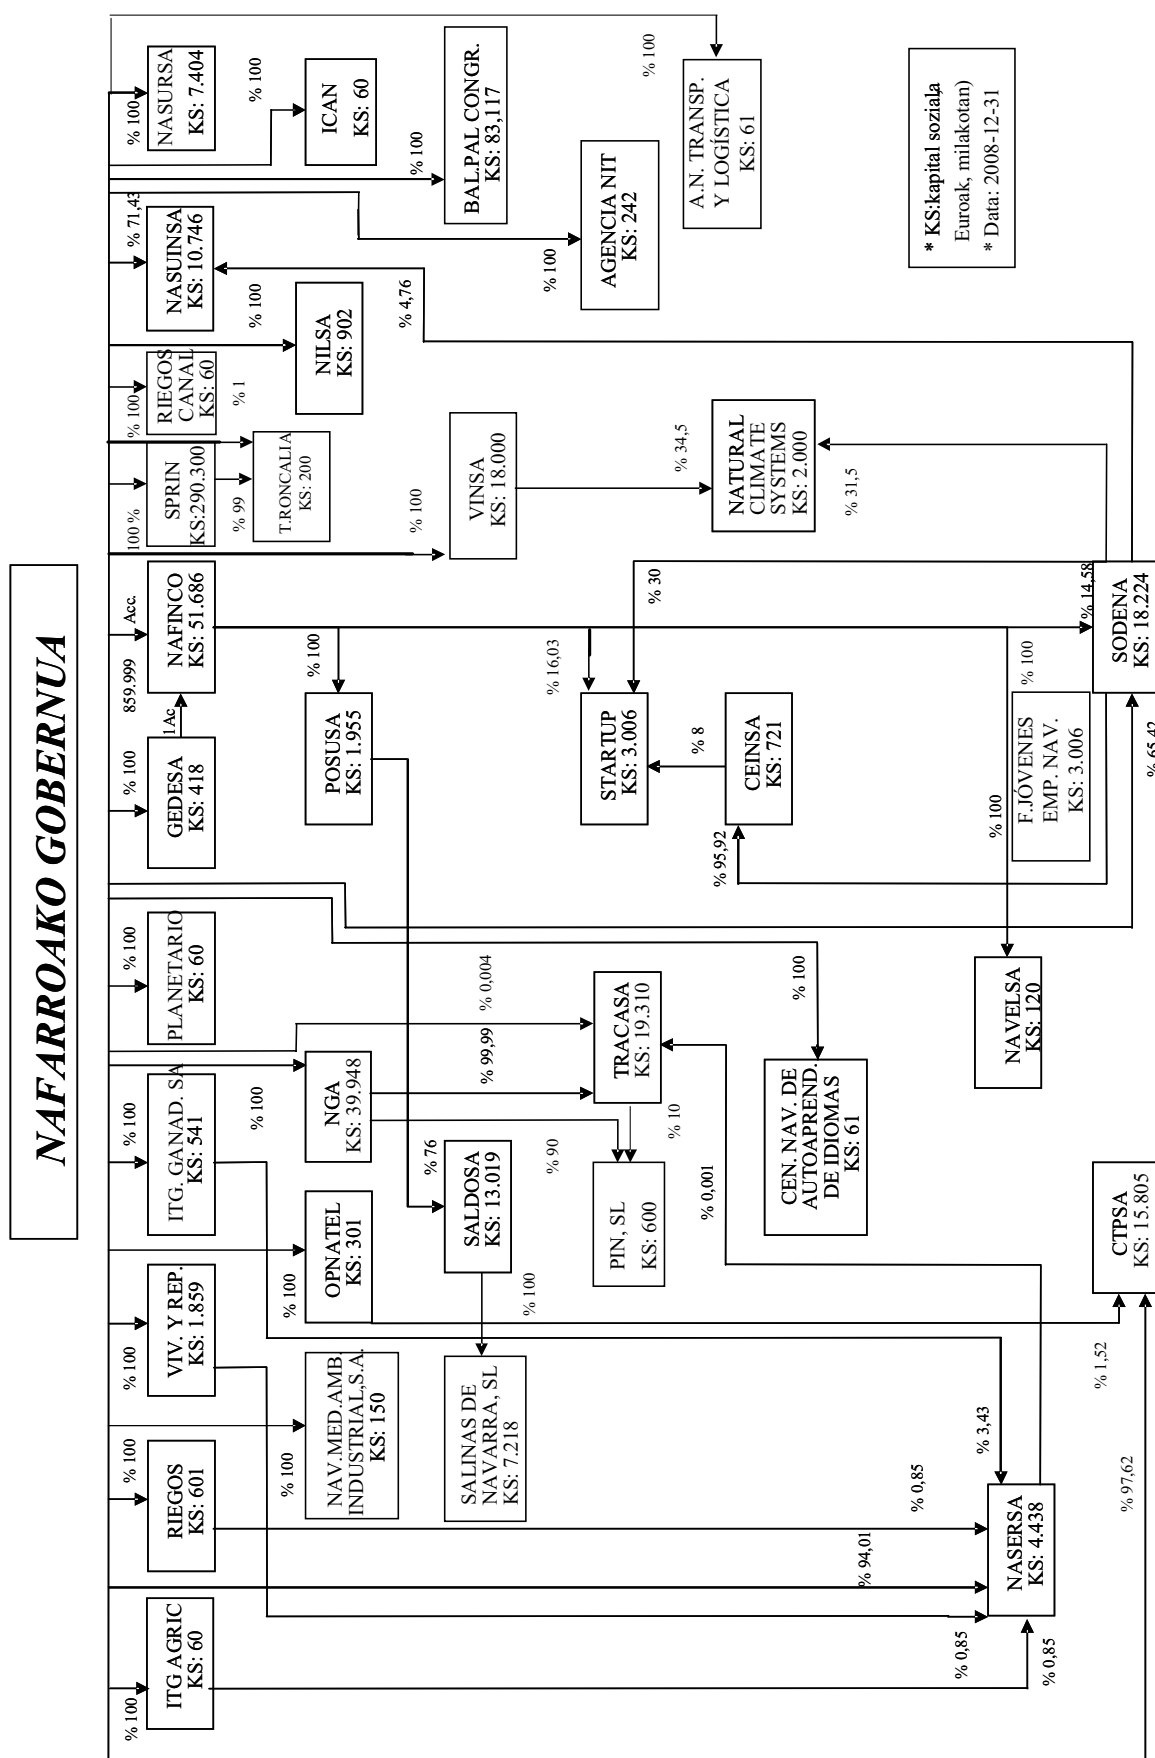 NAFARROAKO GOBERNUA
% 100
ITG AGRIC
KS: 60
% 100
RIEGOS
KS: 601
% 100
VIV. Y REP.
KS: 1.859
% 100
ITG. GANAD. SA
KS: 541
% 100
PLANETARIO
KS: 60
% 100
GEDESA
KS: 418
1Ac
859.999
Acc.
NAFINCO
KS: 51.686
100 %
SPRIN
KS:290.300
% 100
RIEGOS
CANAL
KS: 60
% 71,43
NASUINSA
KS: 10.746
% 100
NASURSA
KS: 7.404
% 99
% 1
T.RONCALIA
KS: 200
% 100
NAV.MED.AMB.
INDUSTRIAL,S.A.
KS: 150
% 100
OPNATEL
KS: 301
% 100
NGA
KS: 39.948
% 100
POSUSA
KS: 1.955
% 100
NILSA
KS: 902
% 100
ICAN
KS: 60
SALINAS DE
NAVARRA, SL
KS: 7.218
% 100
% 76
SALDOSA
KS: 13.019
% 99,99
% 0,004
% 100
VINSA
KS: 18.000
% 4,76
% 100
BAL.PAL CONGR.
KS: 83,117
% 90
PIN, SL
KS: 600
% 10
TRACASA
KS: 19.310
% 16,03
STARTUP
KS: 3.006
% 30
% 100
AGENCIA NIT
KS: 242
% 0,001
% 8
% 95,92
CEINSA
KS: 721
% 34,5
NATURAL
CLIMATE
SYSTEMS
KS: 2.000
% 31,5
% 100
A.N. TRANSP.
Y LOGÍSTICA
KS: 61
CEN. NAV. DE
AUTOAPREND.
DE IDIOMAS
KS: 61
% 100
% 94,01
% 0,85
% 3,43
% 0,85
% 0,85
NASERSA
KS: 4.438
NAVELSA
KS: 120
% 100
F.JÓVENES
EMP. NAV.
KS: 3.006
% 100
% 14,58
SODENA
KS: 18.224
% 65,42
% 97,62
% 1,52
CTPSA
KS: 15.805
* KS:kapital soziala
Euroak, milakotan)
* Data: 2008-12-31